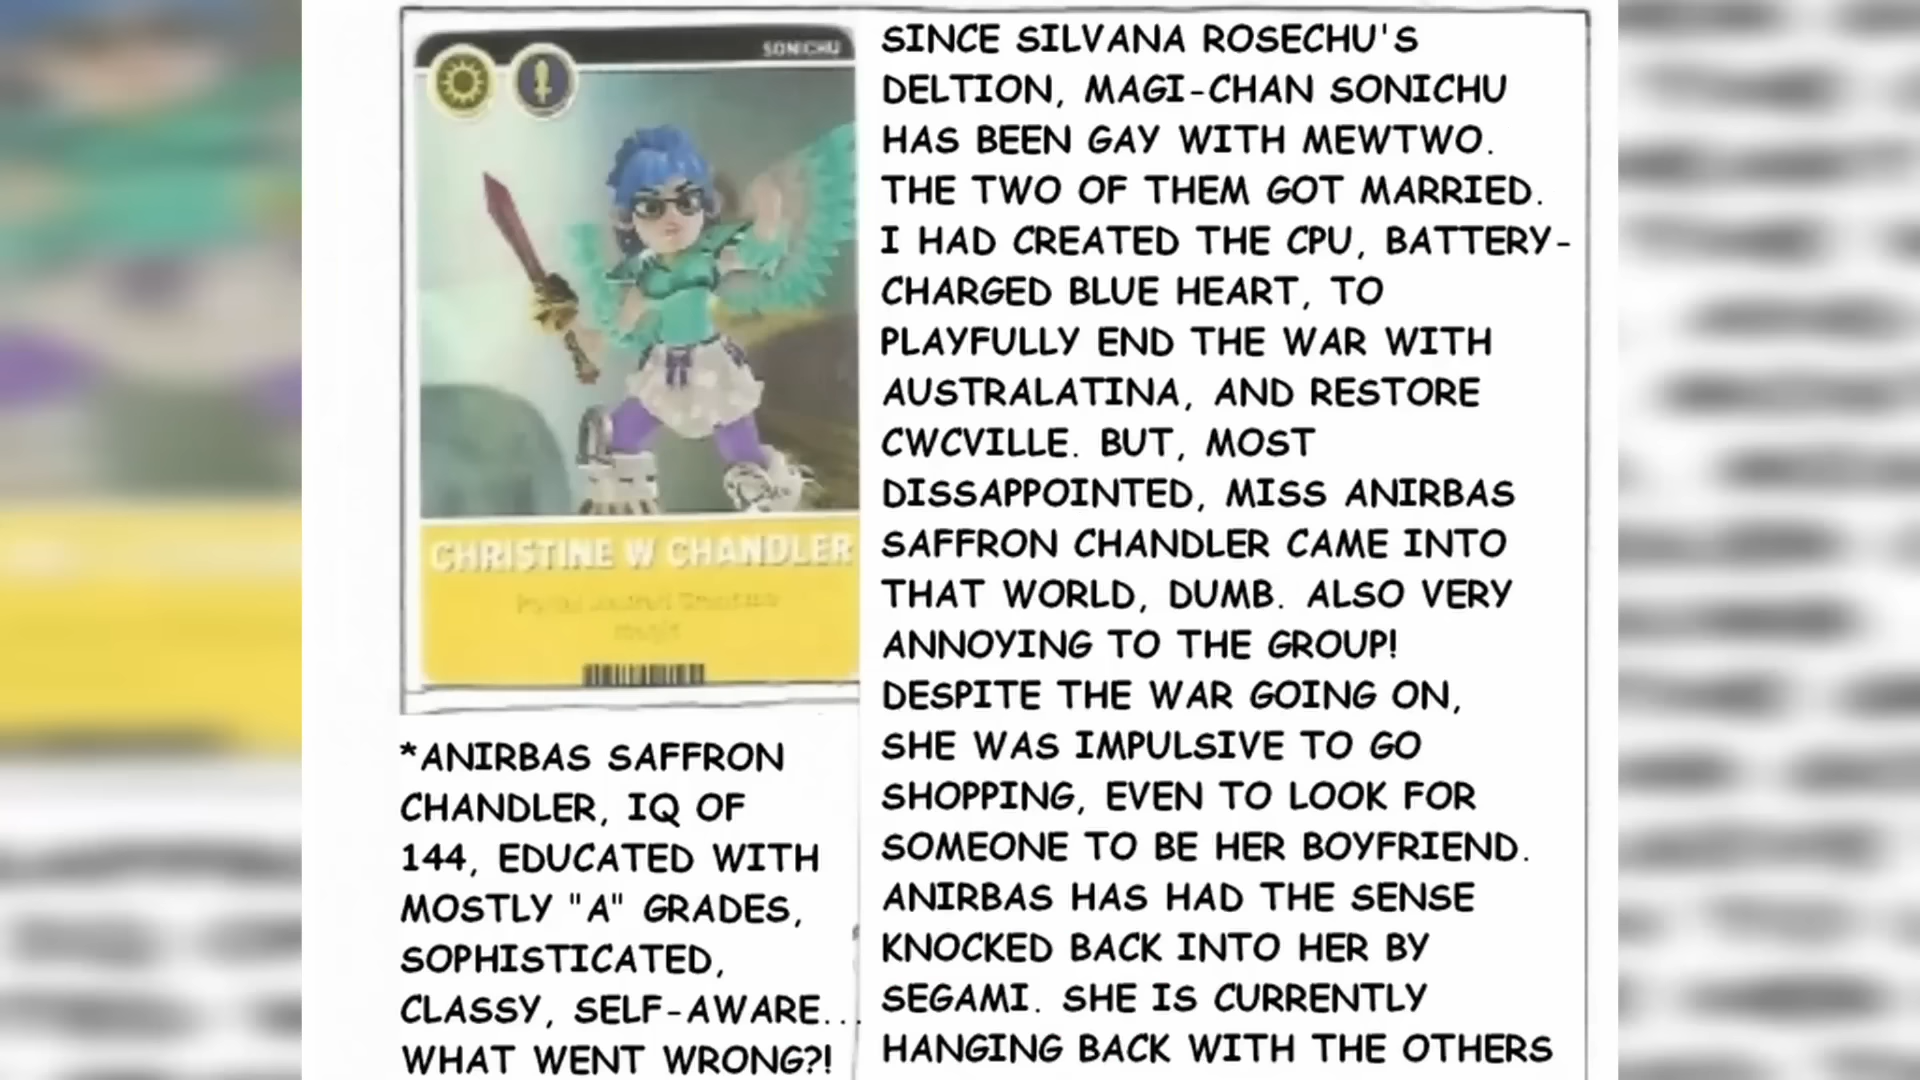 SONICHU
CHRISTINE W CHANDLER
*ANIRBAS SAFFRON
CHANDLER, IQ OF
144, EDUCATED WITH
MOSTLY "A" GRADES,
SOPHISTICATED,
CLASSY, SELF-AWARE...
WHAT WENT WRONG?!
SINCE SILVANA ROSECHU'S
DELTION, MAGI-CHAN SONICHU
HAS BEEN GAY WITH MEWTWO.
THE TWO OF THEM GOT MARRIED.
I HAD CREATED THE CPU, BATTERY-
CHARGED BLUE HEART, TO
PLAYFULLY END THE WAR WITH
AUSTRALATINA, AND RESTORE
CWCVILLE. BUT, MOST
DISSAPPOINTED, MISS ANIRBAS
SAFFRON CHANDLER CAME INTO
THAT WORLD, DUMB. ALSO VERY
ANNOYING TO THE GROUP!
DESPITE THE WAR GOING ON,
SHE WAS IMPULSIVE TO GO
SHOPPING, EVEN TO LOOK FOR
SOMEONE TO BE HER BOYFRIEND.
ANIRBAS HAS HAD THE SENSE
KNOCKED BACK INTO HER BY
SEGAMI. SHE IS CURRENTLY
HANGING BACK WITH THE OTHERS